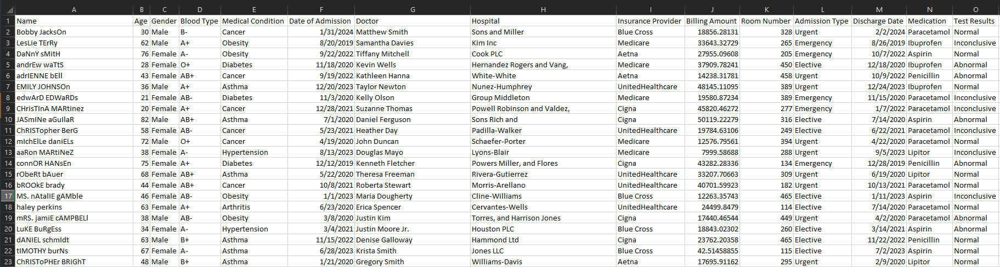 A B C D E F G H I J K L M N O
1 Name Age Gender Blood Type Medical Condition Date of Admission Doctor Hospital Insurance Provider Billing Amount Room Number Admission Type Discharge Date Medication Test Results
2 Bobby JacksOn 30 Male B- Cancer 1/31/2024 Matthew Smith Sons and Miller Blue Cross 18856.28131 328 Urgent 2/2/2024 Paracetamol Normal
3 LesLie TErRy 62 Male A+ Obesity 8/20/2019 Samantha Davies Kim Inc Medicare 33643.32729 265 Emergency 8/26/2019 Ibuprofen Inconclusive
4 DaNnY sMitH 76 Female A- Obesity 9/22/2022 Tiffany Mitchell Cook PLC Aetna 27955.09608 205 Emergency 10/7/2022 Aspirin Normal
5 andrEw waTtS 28 Female O+ Diabetes 11/18/2020 Kevin Wells Hernandez Rogers and Vang, Medicare 37909.78241 450 Elective 12/18/2020 Ibuprofen Abnormal
6 adrIENNE bEll 43 Female AB+ Cancer 9/19/2022 Kathleen Hanna White-White Aetna 14238.31781 458 Urgent 10/9/2022 Penicillin Abnormal
7 EMILY JOHNSOn 36 Male A+ Asthma 12/20/2023 Taylor Newton Nunez-Humphrey UnitedHealthcare 48145.11095 389 Urgent 12/24/2023 Ibuprofen Normal
8 edwArD EDWaRDs 21 Female AB- Diabetes 11/3/2020 Kelly Olson Group Middleton Medicare 19580.87234 389 Emergency 11/15/2020 Paracetamol Inconclusive
9 CHrisTInA MARtinez 20 Female A+ Cancer 12/28/2021 Suzanne Thomas Powell Robinson and Valdez, Cigna 45820.46272 277 Emergency 1/7/2022 Paracetamol Inconclusive
10 JASmINe aGuIlaR 82 Male AB+ Asthma 7/1/2020 Daniel Ferguson Sons Rich and Cigna 50119.22279 316 Elective 7/14/2020 Aspirin Abnormal
11 ChRISTopher BerG 58 Female AB- Cancer 5/23/2021 Heather Day Padilla-Walker UnitedHealthcare 19784.63106 249 Elective 6/22/2021 Paracetamol Inconclusive
12 mIchElLe daniELs 72 Male O+ Cancer 4/19/2020 John Duncan Schaefer-Porter Medicare 12576.79561 394 Urgent 4/22/2020 Paracetamol Normal
13 aaRon MARtiNeZ 38 Female A- Hypertension 8/13/2023 Douglas Mayo Lyons-Blair Medicare 7999.58688 288 Urgent 9/5/2023 Lipitor Inconclusive
14 connOR HANsEn 75 Female A+ Diabetes 12/12/2019 Kenneth Fletcher Powers Miller, and Flores Cigna 43282.28336 134 Emergency 12/28/2019 Penicillin Abnormal
15 rObeRt bAuer 68 Female AB+ Asthma 5/22/2020 Theresa Freeman Rivera-Gutierrez UnitedHealthcare 33207.70663 309 Urgent 6/19/2020 Lipitor Normal
16 bROOkE brady 44 Female AB+ Cancer 10/8/2021 Roberta Stewart Morris-Arellano UnitedHealthcare 40701.59923 182 Urgent 10/13/2021 Paracetamol Normal
17 MS. nAtalIE gAMble 46 Female AB- Obesity 1/1/2023 Maria Dougherty Cline-Williams Blue Cross 12263.35743 465 Elective 1/11/2023 Aspirin Inconclusive
18 haley perkins 63 Female A+ Arthritis 6/23/2020 Erica Spencer Cervantes-Wells UnitedHealthcare 24499.8479 114 Elective 7/14/2020 Paracetamol Normal
19 mRS. jamiE cAMPBELl 38 Male AB- Obesity 3/8/2020 Justin Kim Torres, and Harrison Jones Cigna 17440.46544 449 Urgent 4/2/2020 Paracetamol Abnormal
20 LuKE BuRgEss 34 Female A- Hypertension 3/4/2021 Justin Moore Jr. Houston PLC Blue Cross 18843.02302 260 Elective 3/14/2021 Aspirin Abnormal
21 dANIEL schmIdt 63 Male B+ Asthma 11/15/2022 Denise Galloway Hammond Ltd Cigna 23762.20358 465 Elective 11/22/2022 Penicillin Normal
22 tIMOTHY burNs 67 Female A- Asthma 6/28/2023 Krista Smith Jones LLC Blue Cross 42.51458855 115 Elective 7/2/2023 Aspirin Normal
23 ChRISToPHEr BRiGhT 48 Male B+ Asthma 1/21/2020 Gregory Smith Williams-Davis Aetna 17695.91162 295 Urgent 2/9/2020 Lipitor Normal